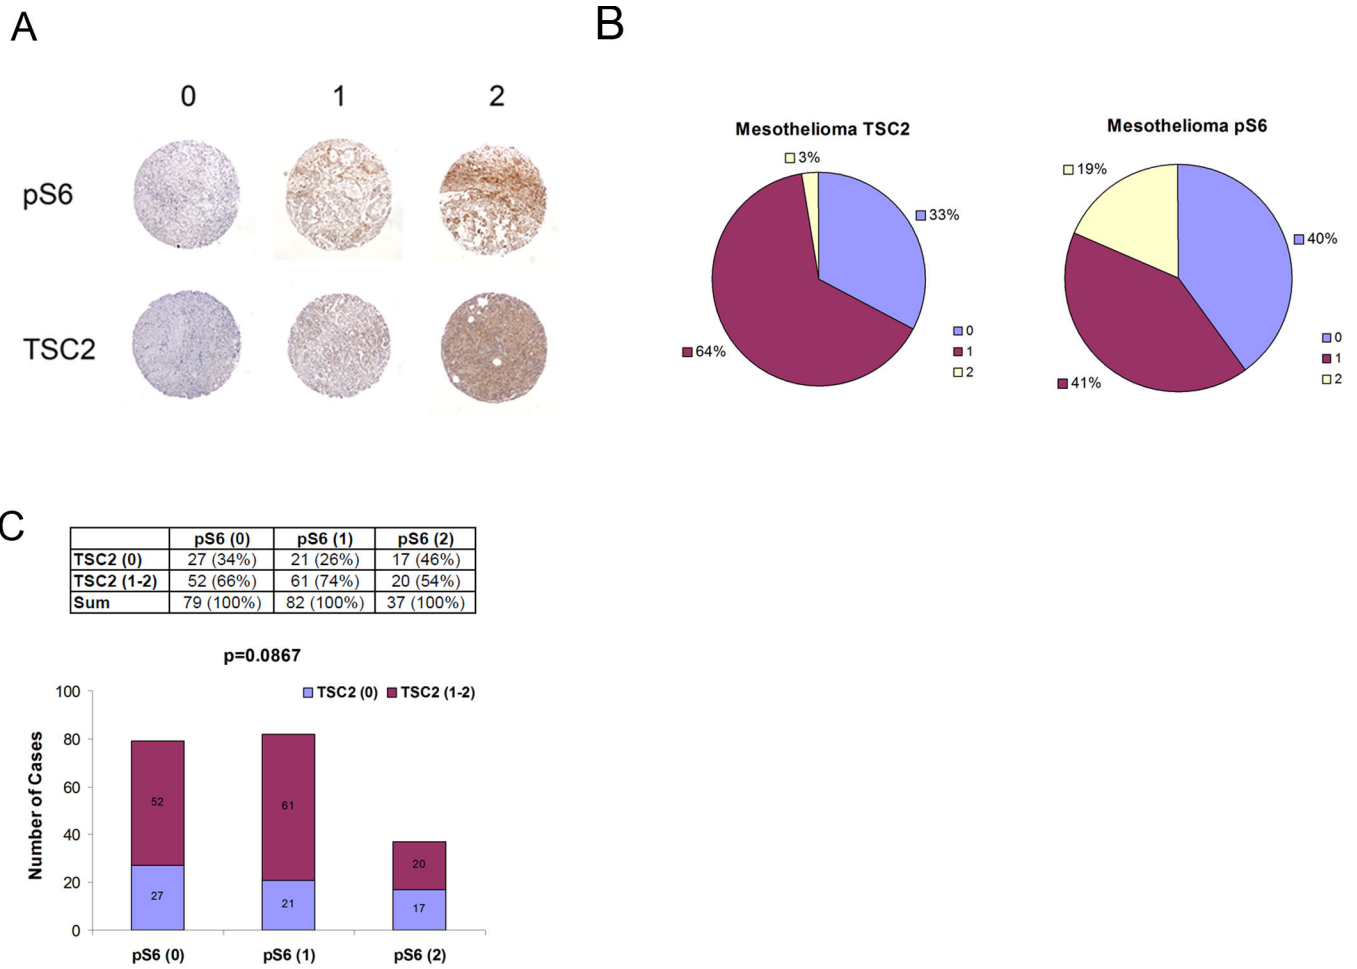 A
0 1 2
pS6
TSC2
B
Mesothelioma TSC2
3%
33%
64%
0
1
2
Mesothelioma pS6
19%
40%
41%
0
1
2
C
pS6 (0) pS6 (1) pS6 (2)
TSC2 (0) 27 (34%) 21 (26%) 17 (46%)
TSC2 (1-2) 52 (66%) 61 (74%) 20 (54%)
Sum 79 (100%) 82 (100%) 37 (100%)
p=0.0867
TSC2 (0) TSC2 (1-2)
Number of Cases
100
80
60
40
20
0
52
27
61
21
20
17
pS6 (0) pS6 (1) pS6 (2)